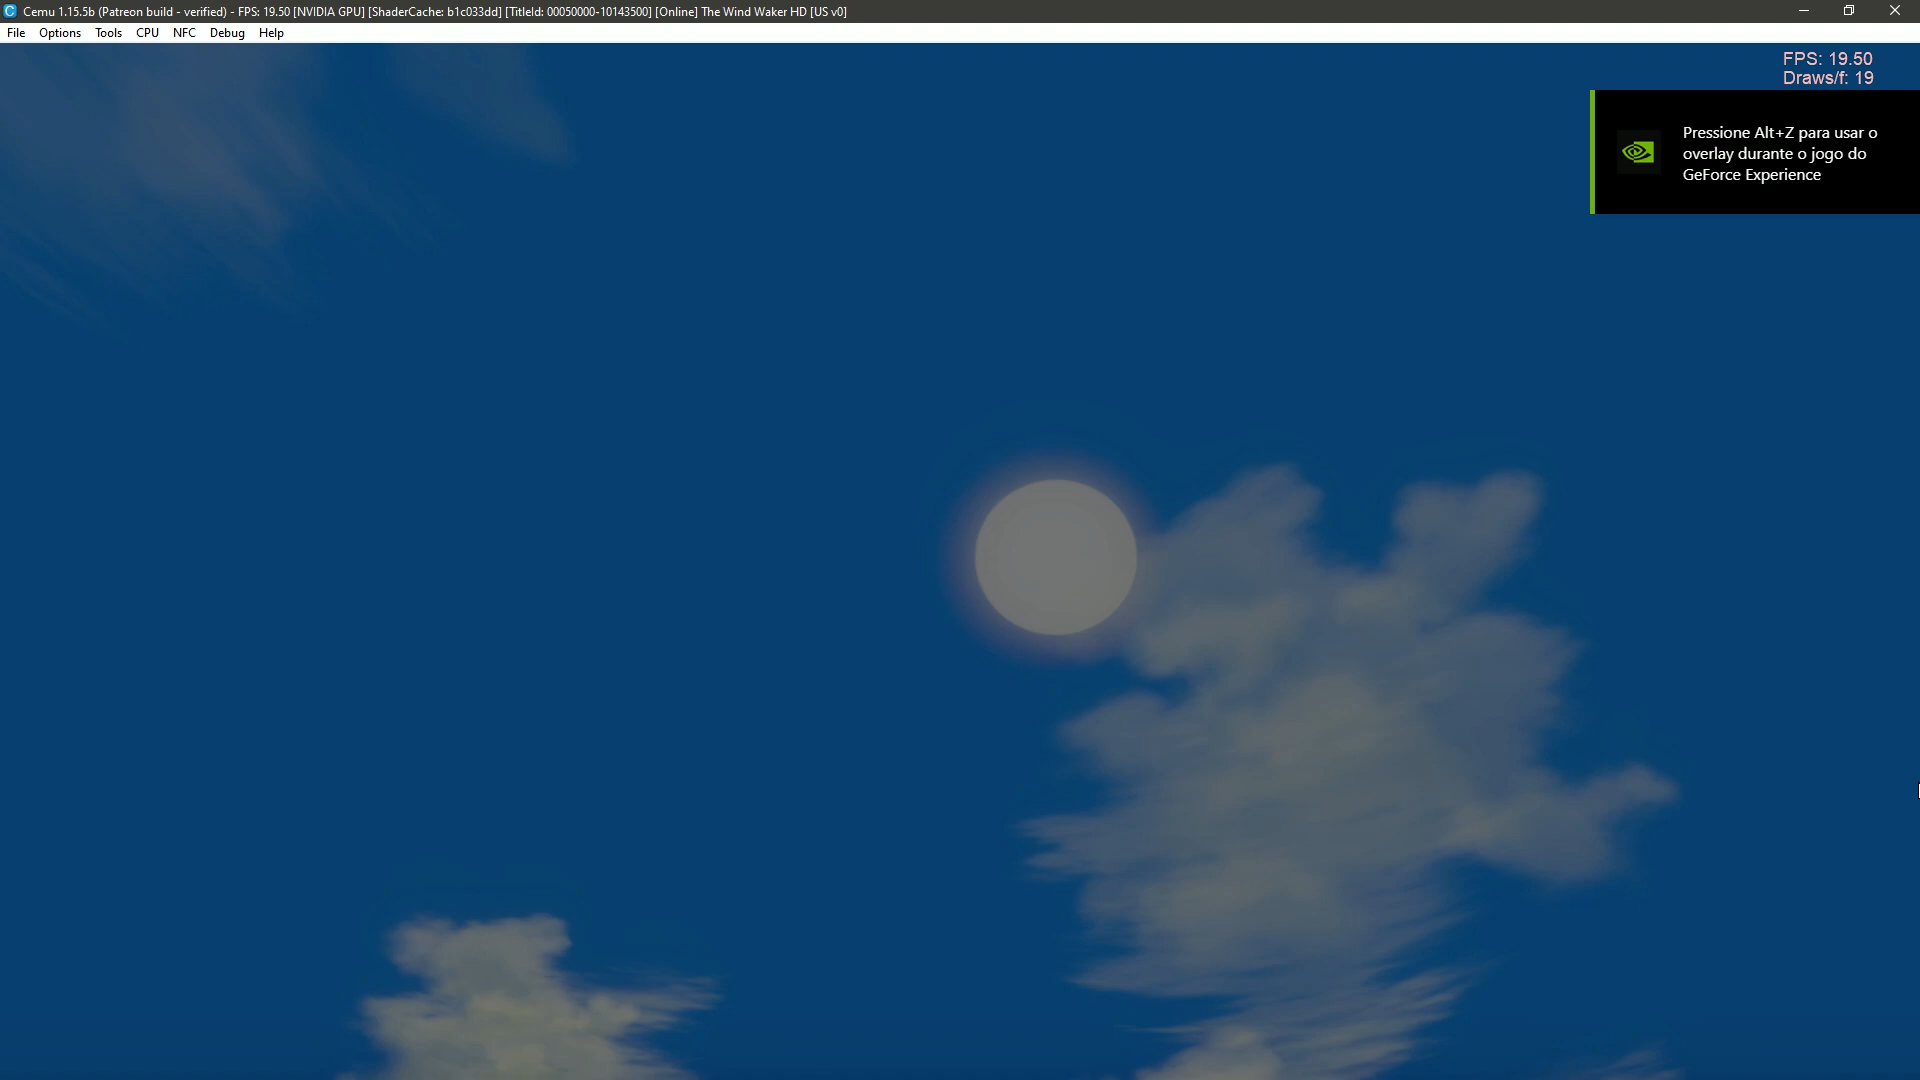 Cemu 1.15.5b (Patreon build - verified) - FPS: 19.50 [NVIDIA GPU] [ShaderCache: b1c033dd] [TitleId: 00050000-10143500] [Online] The Wind Waker HD [US v0]
File Options Tools CPU NFC Debug Help
FPS: 19.50
Draws/f: 19
Pressione Alt+Z para usar o
overlay durante o jogo do
GeForce Experience